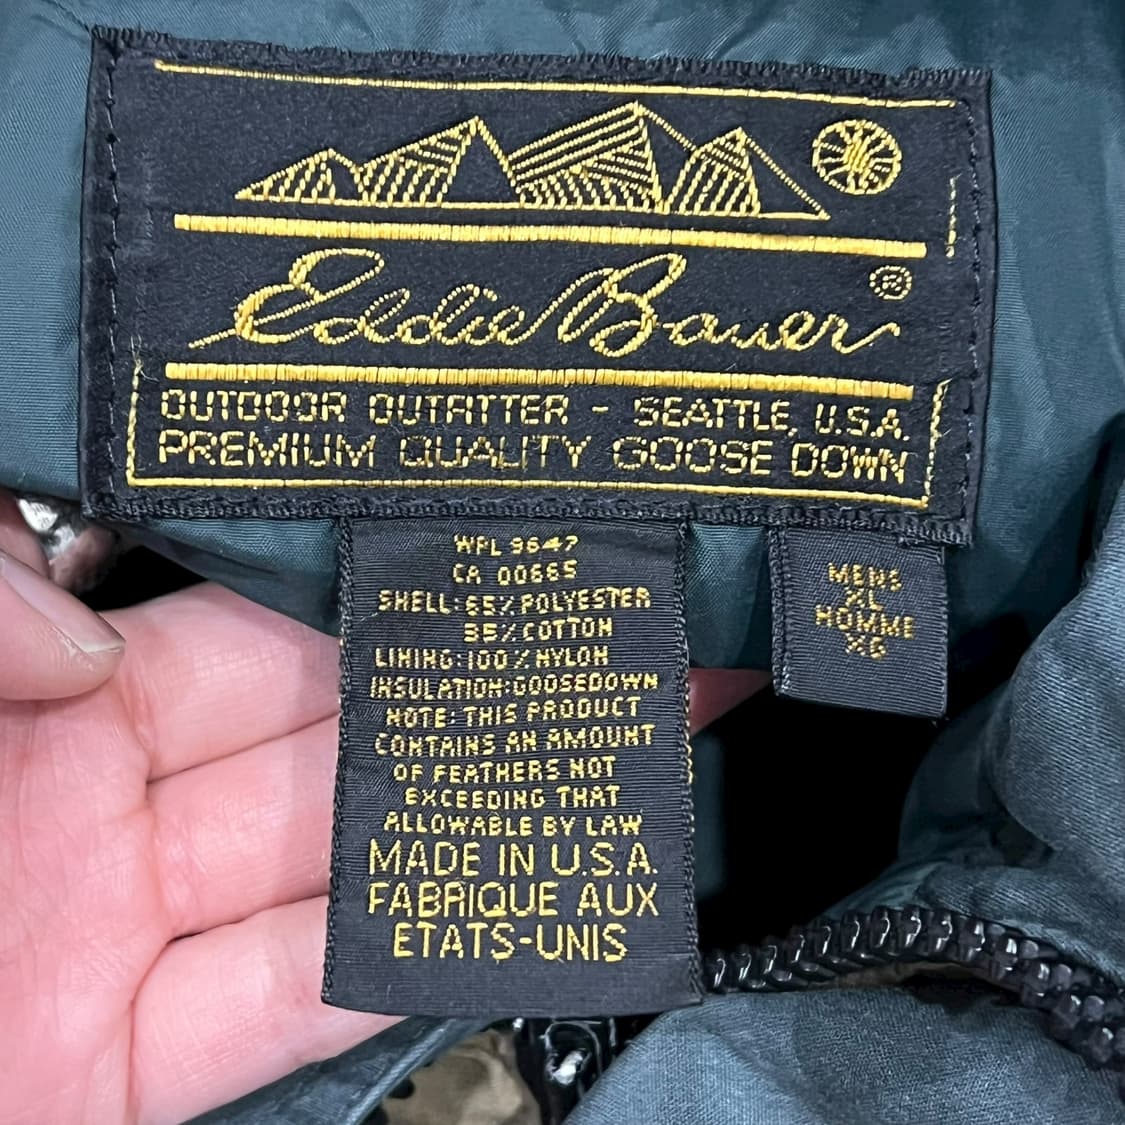 Eddie Bauer ®
OUTDOOR OUTFITTER - SEATTLE, U.S.A.
PREMIUM QUALITY GOOSE DOWN
WPL 9647
CA 00665
SHELL: 65% POLYESTER
35% COTTON
LINING: 100% NYLON
INSULATION: GOOSEDOWN
NOTE: THIS PRODUCT
CONTAINS AN AMOUNT
OF FEATHERS NOT
EXCEEDING THAT
ALLOWABLE BY LAW
MADE IN U.S.A.
FABRIQUE AUX
ETATS-UNIS
MENS
XL
HOMME
XG